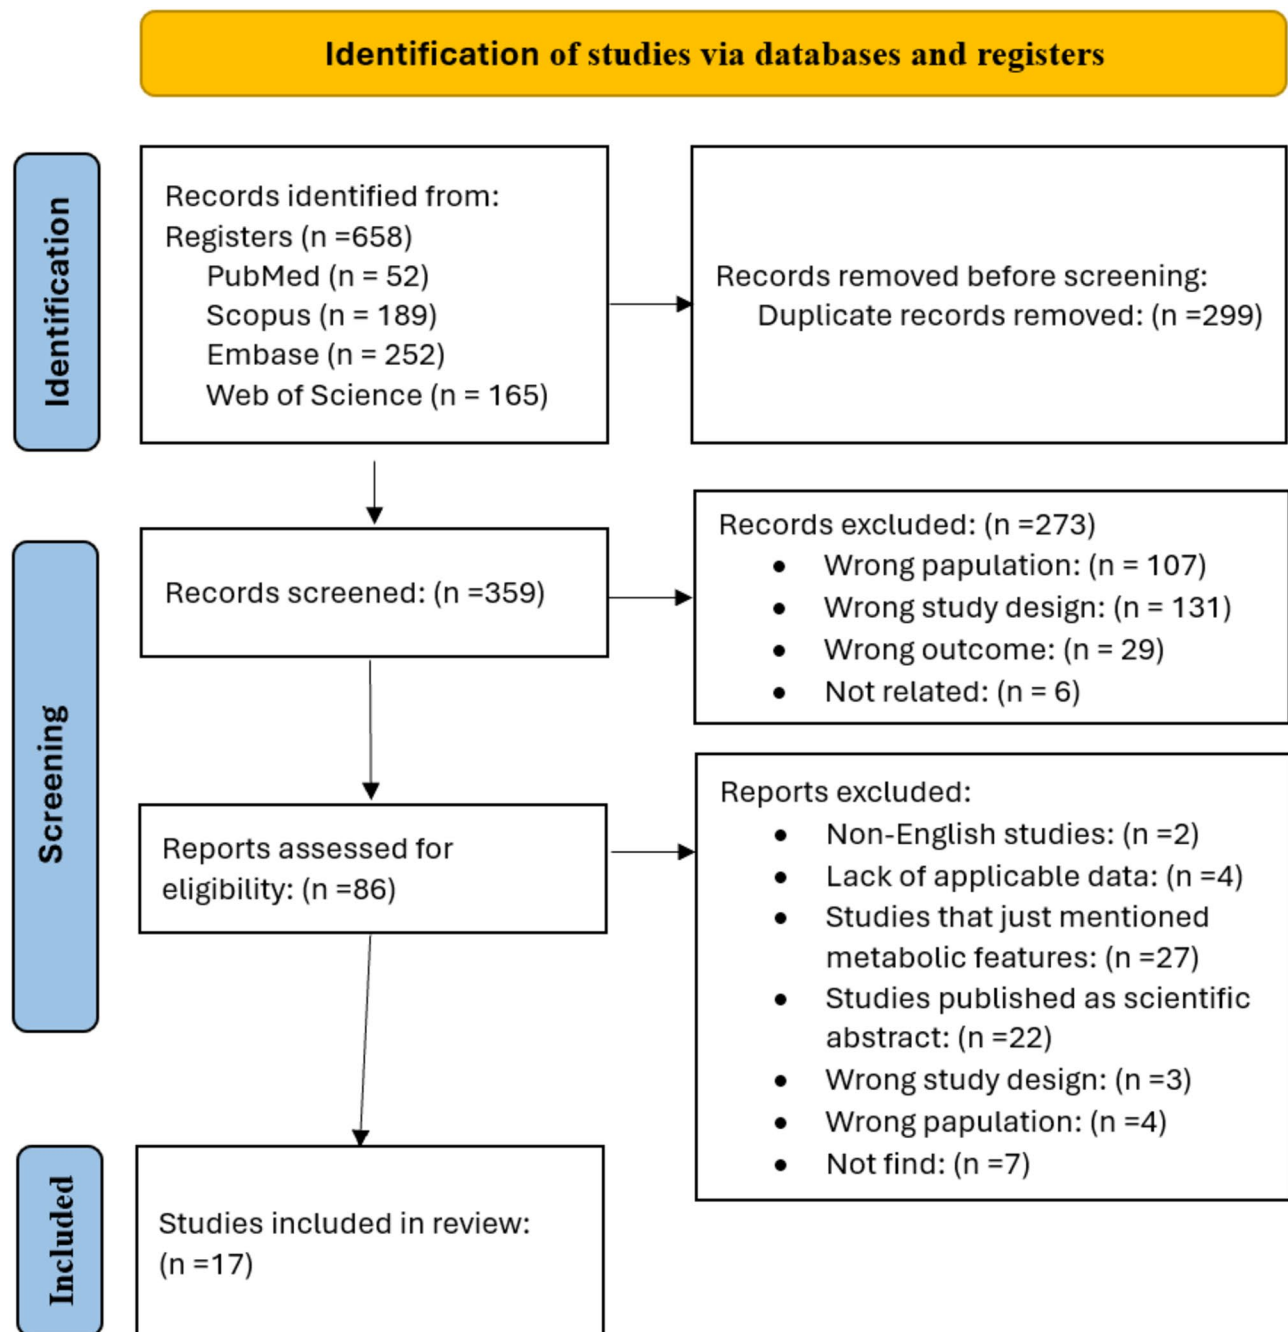 Identification of studies via databases and registers
Identification
Records identified from:
Registers (n =658)
PubMed (n = 52)
Scopus (n = 189)
Embase (n = 252)
Web of Science (n = 165)
Records removed before screening:
Duplicate records removed: (n =299)
Screening
Records screened: (n =359)
Records excluded: (n =273)
• Wrong papulation: (n = 107)
• Wrong study design: (n = 131)
• Wrong outcome: (n = 29)
• Not related: (n = 6)
Reports assessed for
eligibility: (n =86)
Reports excluded:
• Non-English studies: (n =2)
• Lack of applicable data: (n =4)
• Studies that just mentioned
metabolic features: (n =27)
• Studies published as scientific
abstract: (n =22)
• Wrong study design: (n =3)
• Wrong papulation: (n =4)
• Not find: (n =7)
Included
Studies included in review:
(n =17)